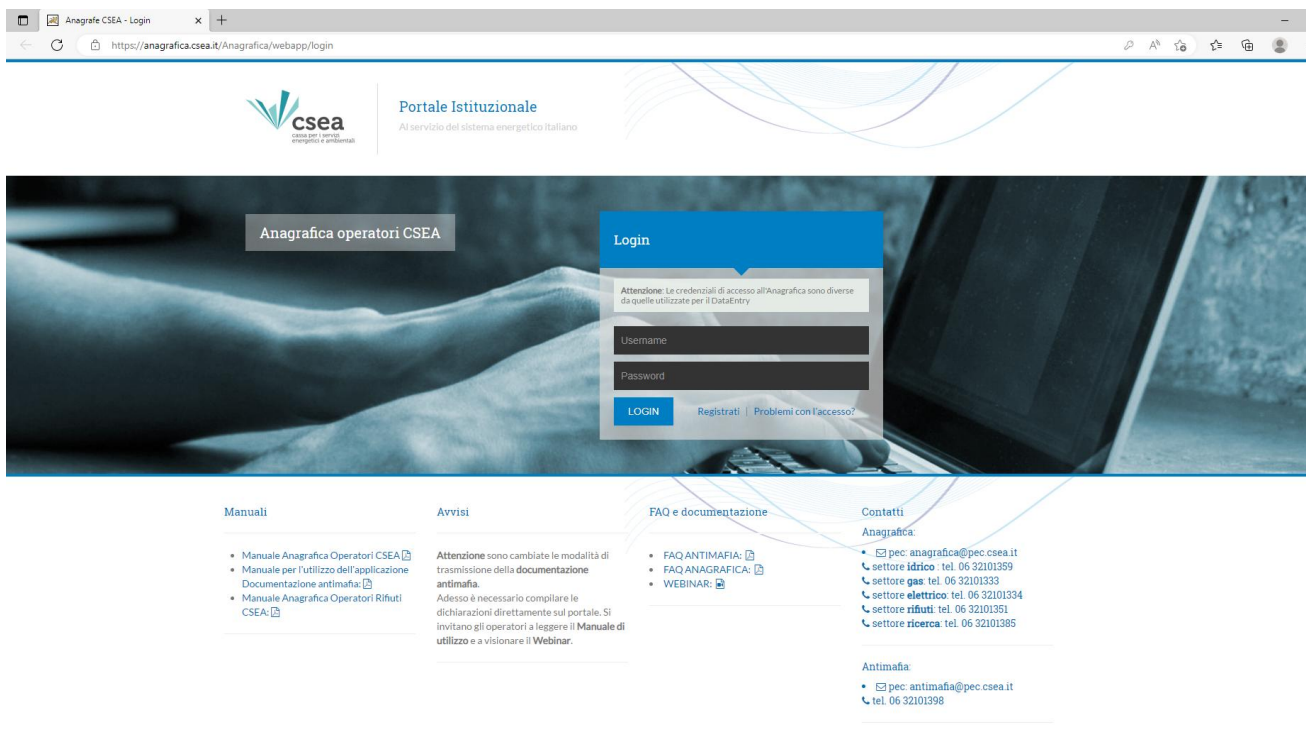 Anagrafe CSEA - Login
https://anagrafica.csea.it/Anagrafica/webapp/login
csea
cassa per i servizi
energetici e ambientali
Portale Istituzionale
Al servizio del sistema energetico italiano
Anagrafica operatori CSEA
Login
Attenzione: Le credenziali di accesso all'Anagrafica sono diverse
da quelle utilizzate per il DataEntry
Username
Password
LOGIN
Registrati | Problemi con l'accesso?
Manuali
Manuale Anagrafica Operatori CSEA
Manuale per l'utilizzo dell'applicazione
Documentazione antimafia:
Manuale Anagrafica Operatori Rifiuti
CSEA:
Avvisi
Attenzione sono cambiate le modalità di
trasmissione della documentazione
antimafia.
Adesso è necessario compilare le
dichiarazioni direttamente sul portale. Si
invitano gli operatori a leggere il Manuale di
utilizzo e a visionare il Webinar.
FAQ e documentazione
FAQ ANTIMAFIA:
FAQ ANAGRAFICA:
WEBINAR:
Contatti
Anagrafica:
pec: anagrafica@pec.csea.it
settore idrico : tel. 06 32101359
settore gas: tel. 06 32101333
settore elettrico: tel. 06 32101334
settore rifiuti: tel. 06 32101351
settore ricerca: tel. 06 32101385
Antimafia:
pec: antimafia@pec.csea.it
tel. 06 32101398